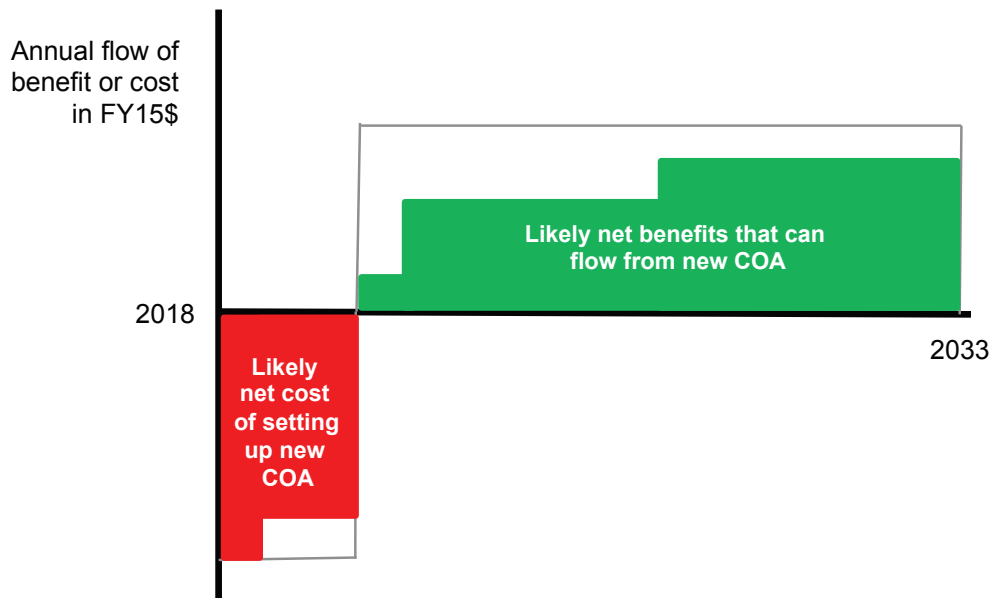 Annual flow of
benefit or cost
in FY15$
Likely net benefits that can
flow from new COA
2018
2033
Likely
net cost
of setting
up new
COA